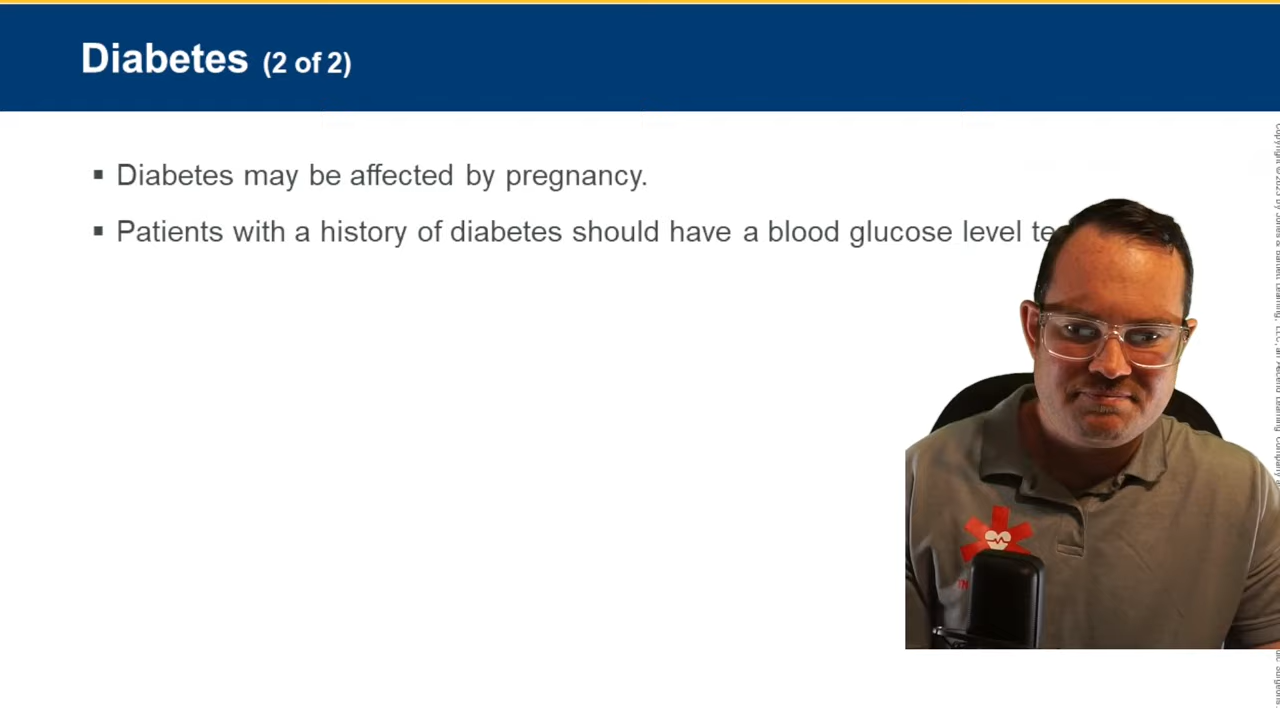 Diabetes (2 of 2)
▪ Diabetes may be affected by pregnancy.
▪ Patients with a history of diabetes should have a blood glucose level